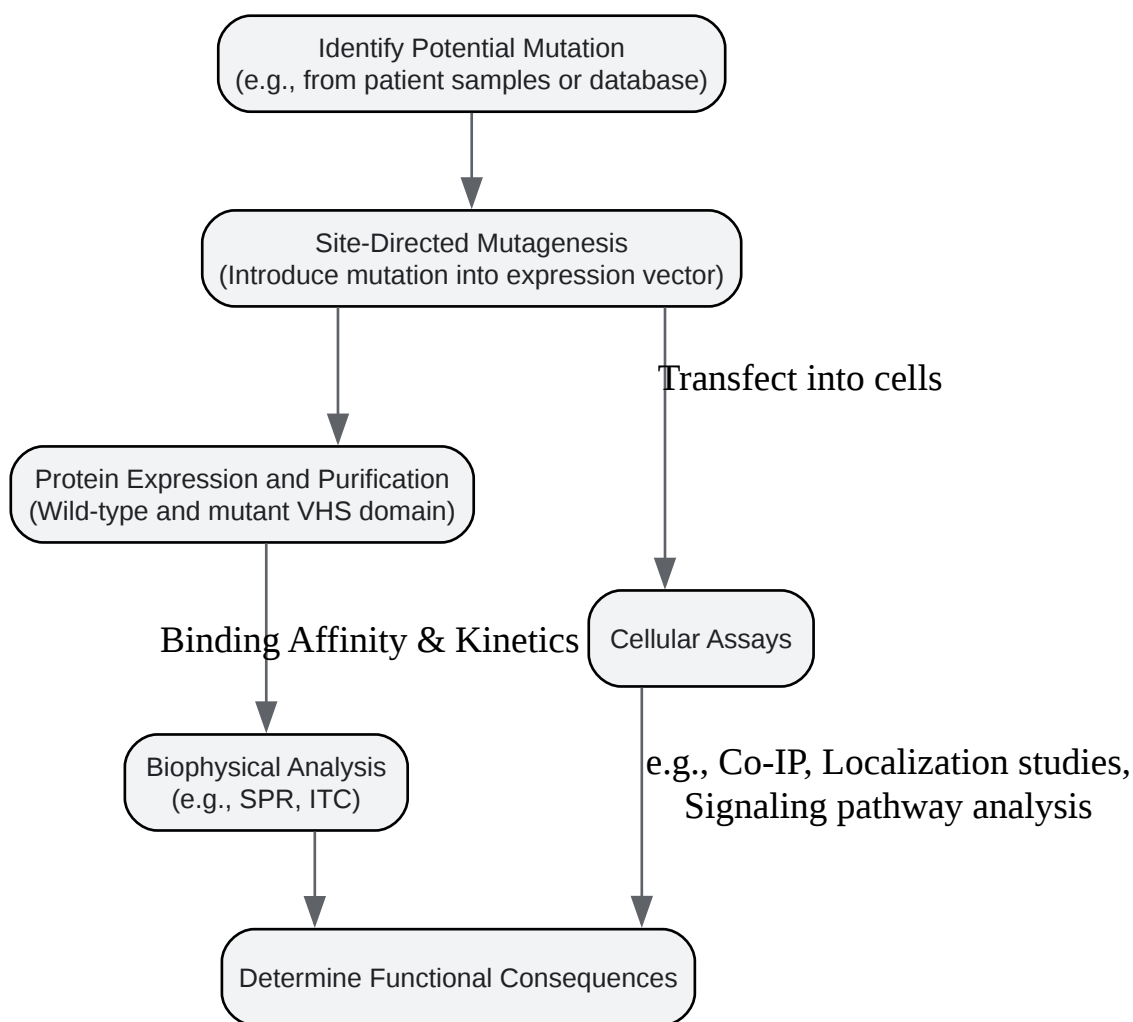 Identify Potential Mutation
(e.g., from patient samples or database)
Site-Directed Mutagenesis
(Introduce mutation into expression vector)
Transfect into cells
Protein Expression and Purification
(Wild-type and mutant VHS domain)
Binding Affinity & Kinetics
Cellular Assays
Biophysical Analysis
(e.g., SPR, ITC)
e.g., Co-IP, Localization studies,
Signaling pathway analysis
Determine Functional Consequences